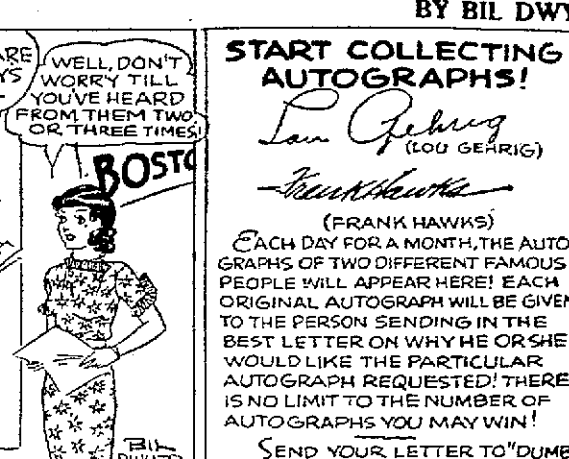 BY BIL DWY
ARE
YS
WELL, DON'T
WORRY TILL
YOU'VE HEARD
FROM THEM TWO
OR THREE TIMES!
BOSTO
BIL
START COLLECTING
AUTOGRAPHS!
Lou Gehrig
(LOU GEHRIG)
Frank Hawks
(FRANK HAWKS)
EACH DAY FOR A MONTH, THE AUTO
GRAPHS OF TWO DIFFERENT FAMOUS
PEOPLE WILL APPEAR HERE! EACH
ORIGINAL AUTOGRAPH WILL BE GIVEN
TO THE PERSON SENDING IN THE
BEST LETTER ON WHY HE OR SHE
WOULD LIKE THE PARTICULAR
AUTOGRAPH REQUESTED! THERE
IS NO LIMIT TO THE NUMBER OF
AUTOGRAPHS YOU MAY WIN!
SEND YOUR LETTER TO "DUMB